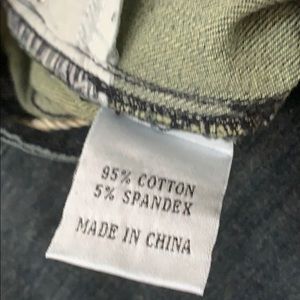 95% COTTON
5% SPANDEX
MADE IN CHINA